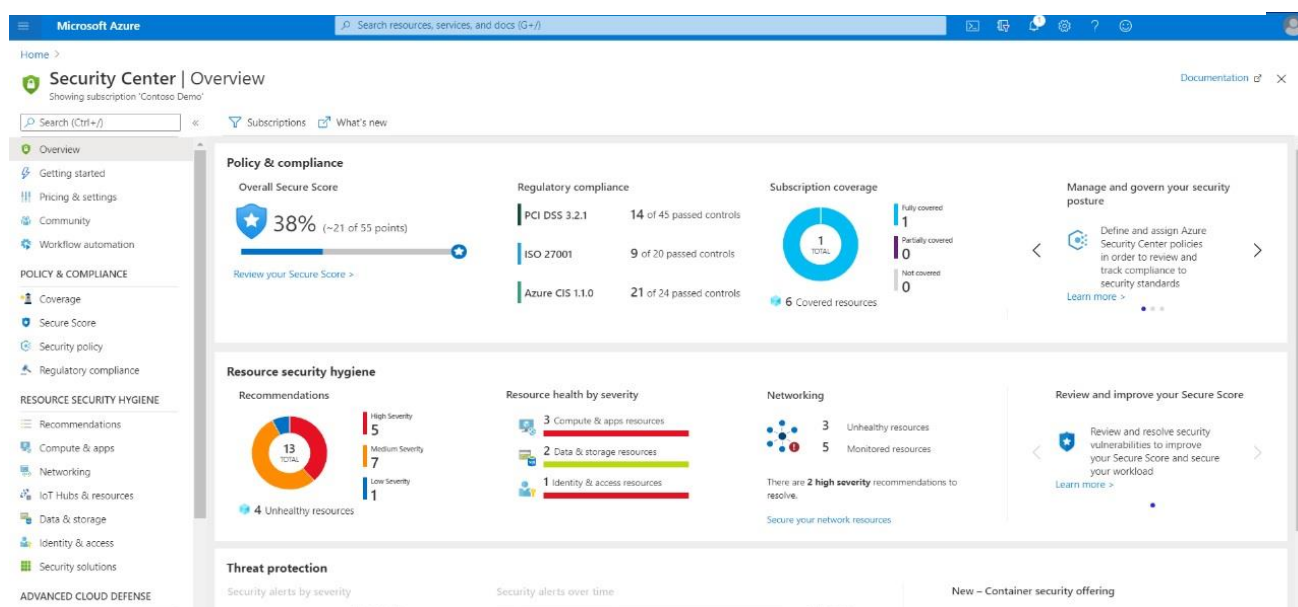 Microsoft Azure
Search resources, services, and docs (G+/)
1
Home >
Security Center | Overview
Showing subscription 'Contoso Demo'
Documentation
Search (Ctrl+/)
«
Subscriptions
What's new
Overview
Getting started
Pricing & settings
Community
Workflow automation
POLICY & COMPLIANCE
Coverage
Secure Score
Security policy
Regulatory compliance
RESOURCE SECURITY HYGIENE
Recommendations
Compute & apps
Networking
IoT Hubs & resources
Data & storage
Identity & access
Security solutions
ADVANCED CLOUD DEFENSE
Policy & compliance
Overall Secure Score
38% (~21 of 55 points)
Review your Secure Score >
Regulatory compliance
PCI DSS 3.2.1 14 of 45 passed controls
ISO 27001 9 of 20 passed controls
Azure CIS 1.1.0 21 of 24 passed controls
Subscription coverage
1
TOTAL
Fully covered
1
Partially covered
0
Not covered
0
6 Covered resources
Manage and govern your security
posture
Define and assign Azure
Security Center policies
in order to review and
track compliance to
security standards
Learn more >
Resource security hygiene
Recommendations
13
TOTAL
High Severity
5
Medium Severity
7
Low Severity
1
4 Unhealthy resources
Resource health by severity
3 Compute & apps resources
2 Data & storage resources
1 Identity & access resources
Networking
3 Unhealthy resources
5 Monitored resources
There are 2 high severity recommendations to
resolve.
Secure your network resources
Review and improve your Secure Score
Review and resolve security
vulnerabilities to improve
your Secure Score and secure
your workload
Learn more >
Threat protection
Security alerts by severity
Security alerts over time
New – Container security offering